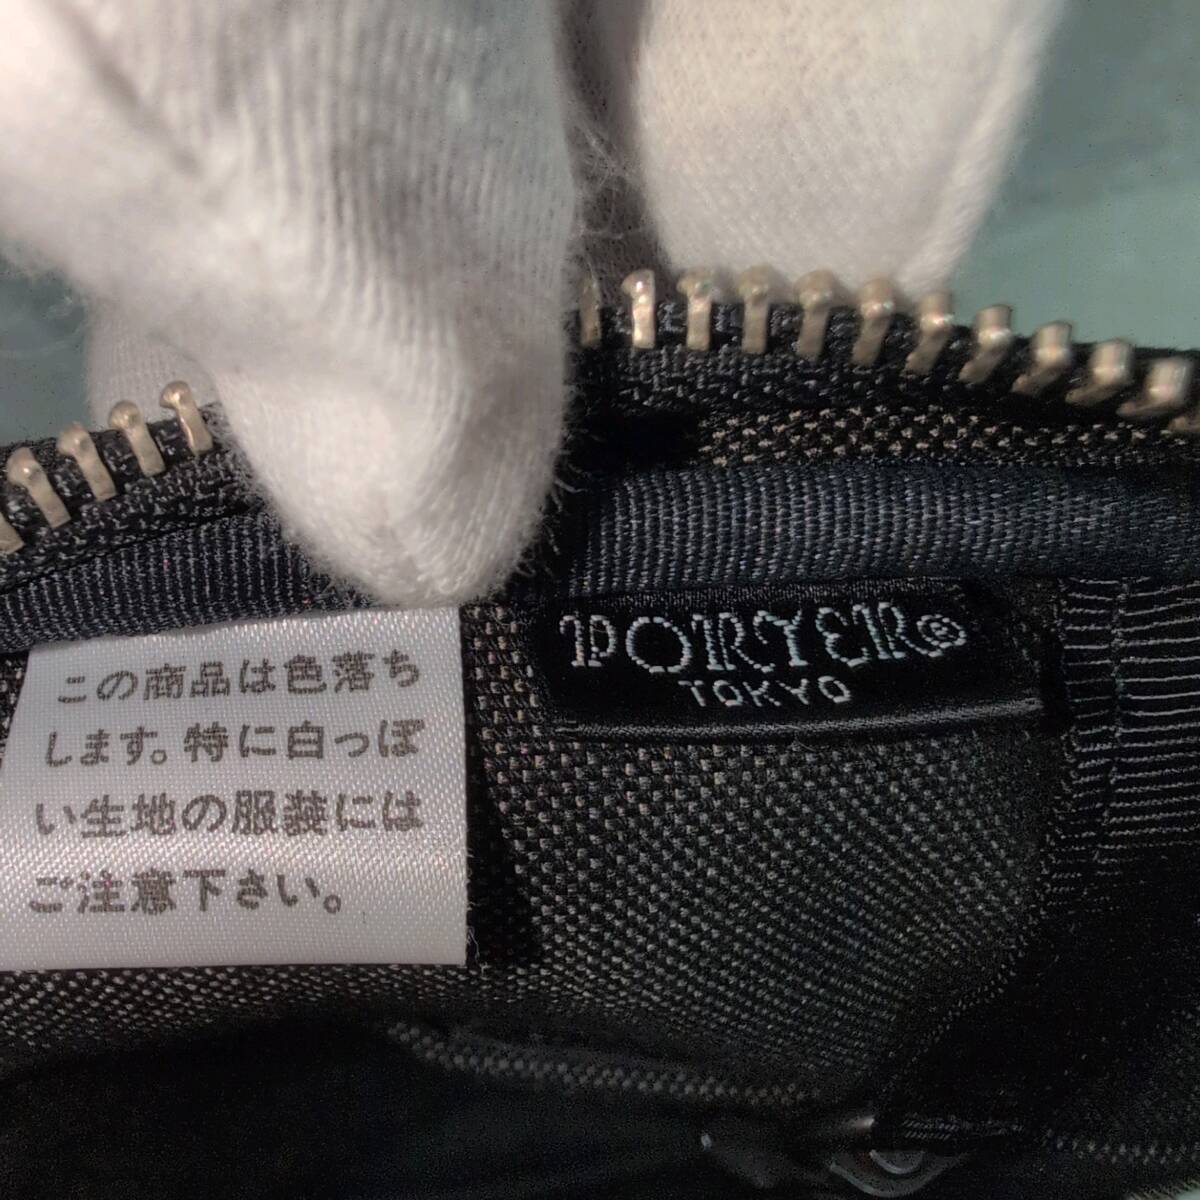 この商品は色落ち
します。特に白っぽ
い生地の服装には
ご注意下さい。
PORTER®
TOKYO